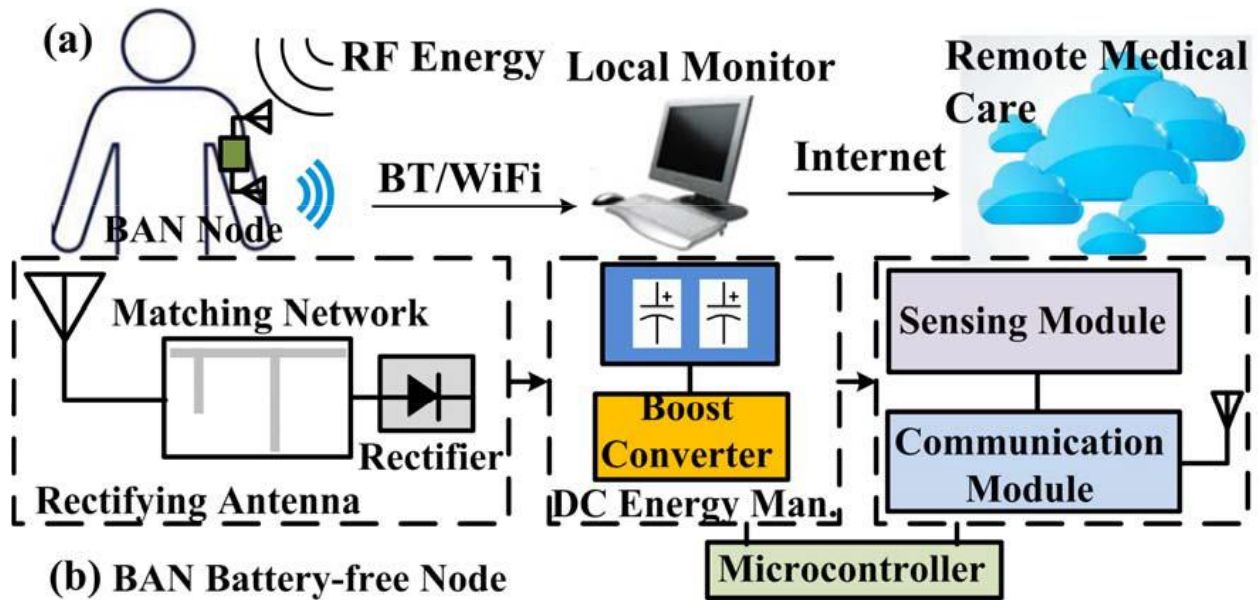 (a)
RF Energy
Local Monitor
Remote Medical
Care
BT/WiFi
Internet
BAN Node
Matching Network
Rectifier
Rectifying Antenna
+ +
Boost
Converter
DC Energy Man.
Sensing Module
Communication
Module
Microcontroller
(b) BAN Battery-free Node